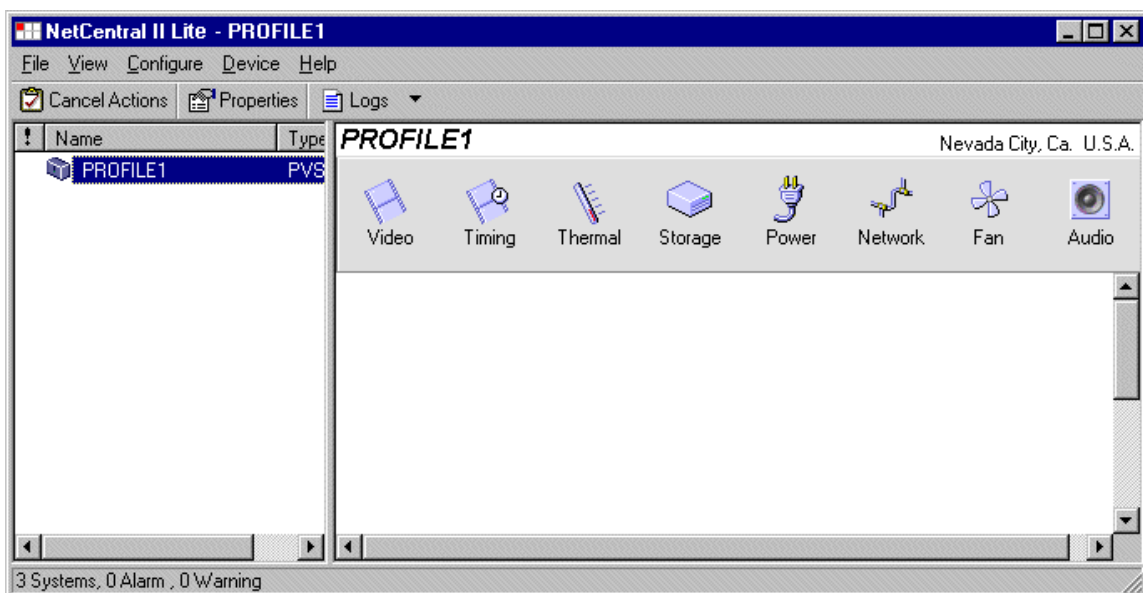 NetCentral II Lite - PROFILE1
File View Configure Device Help
Cancel Actions Properties Logs
! Name Type
PROFILE1 PVS
PROFILE1 Nevada City, Ca. U.S.A.
Video Timing Thermal Storage Power Network Fan Audio
3 Systems, 0 Alarm , 0 Warning